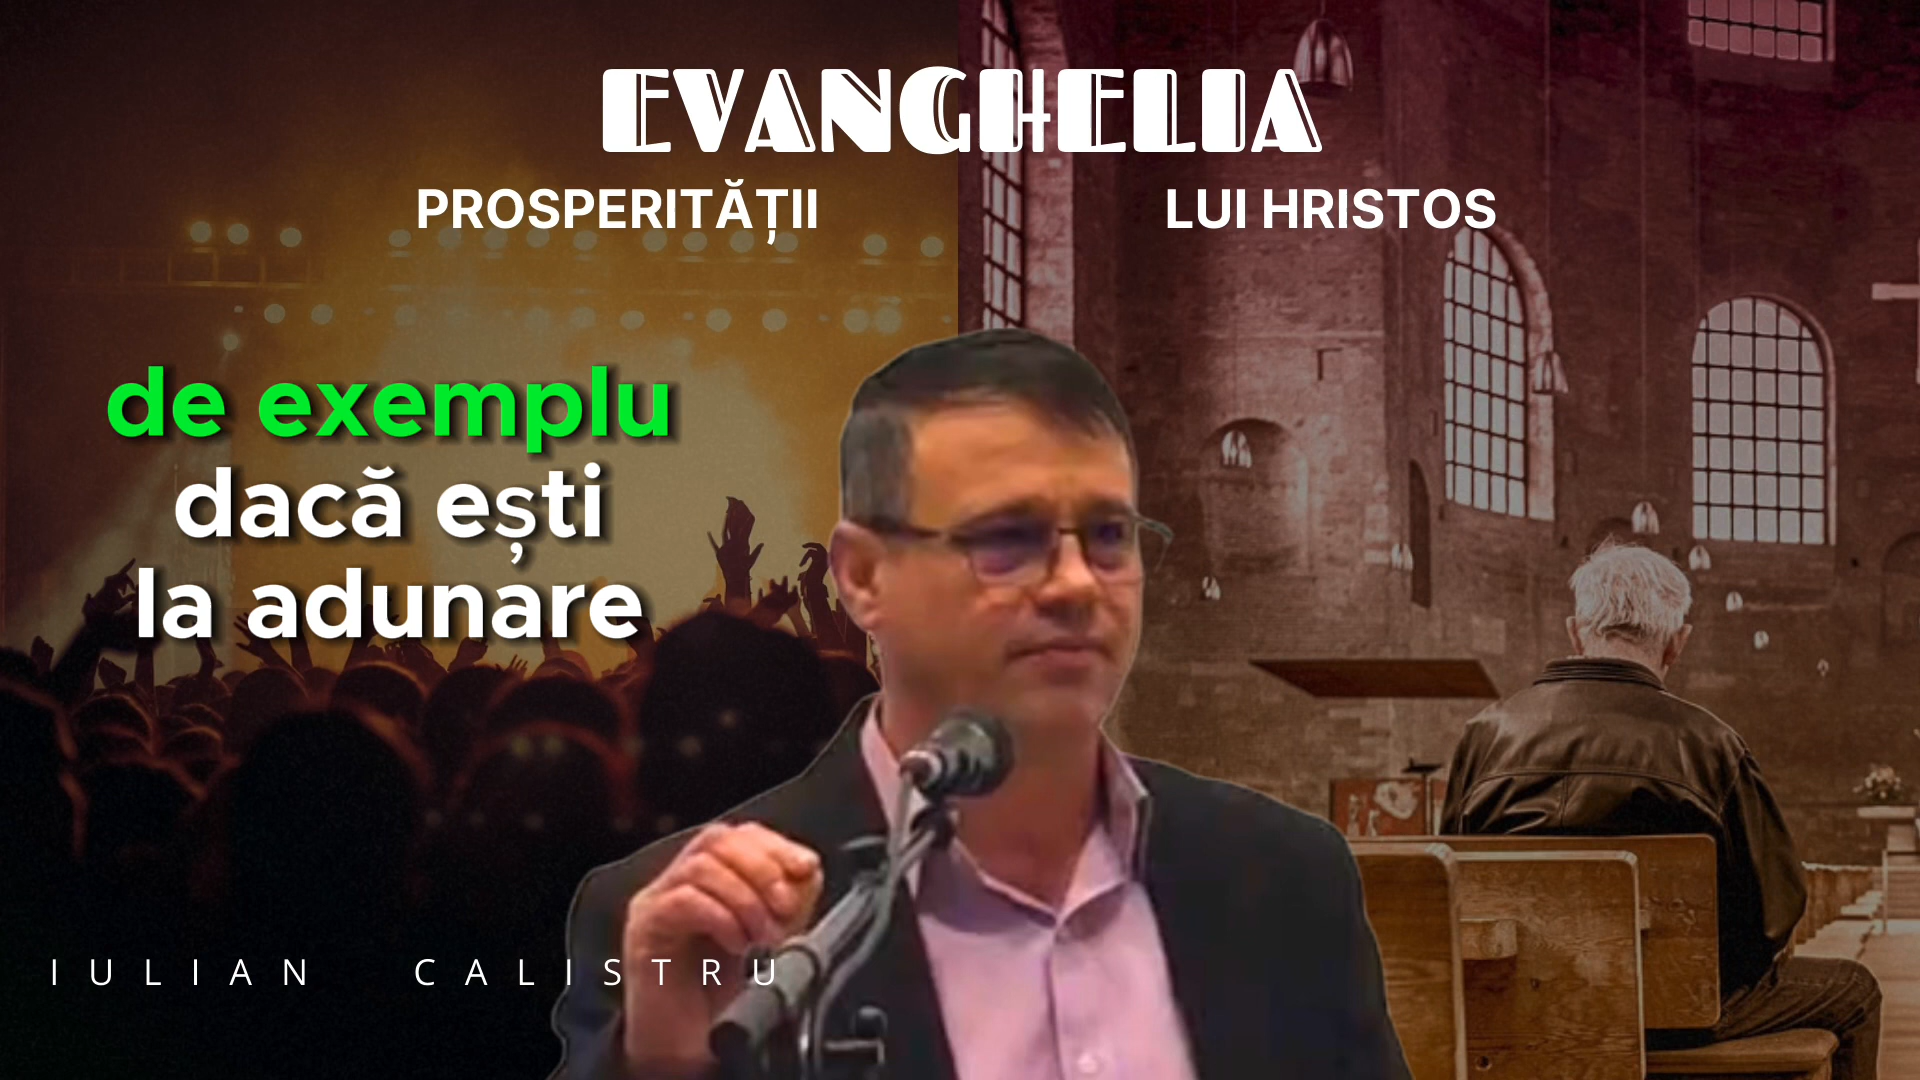 EVANGHELIA
PROSPERITĂȚII LUI HRISTOS
de exemplu
dacă ești
la adunare
IULIAN CALISTRU